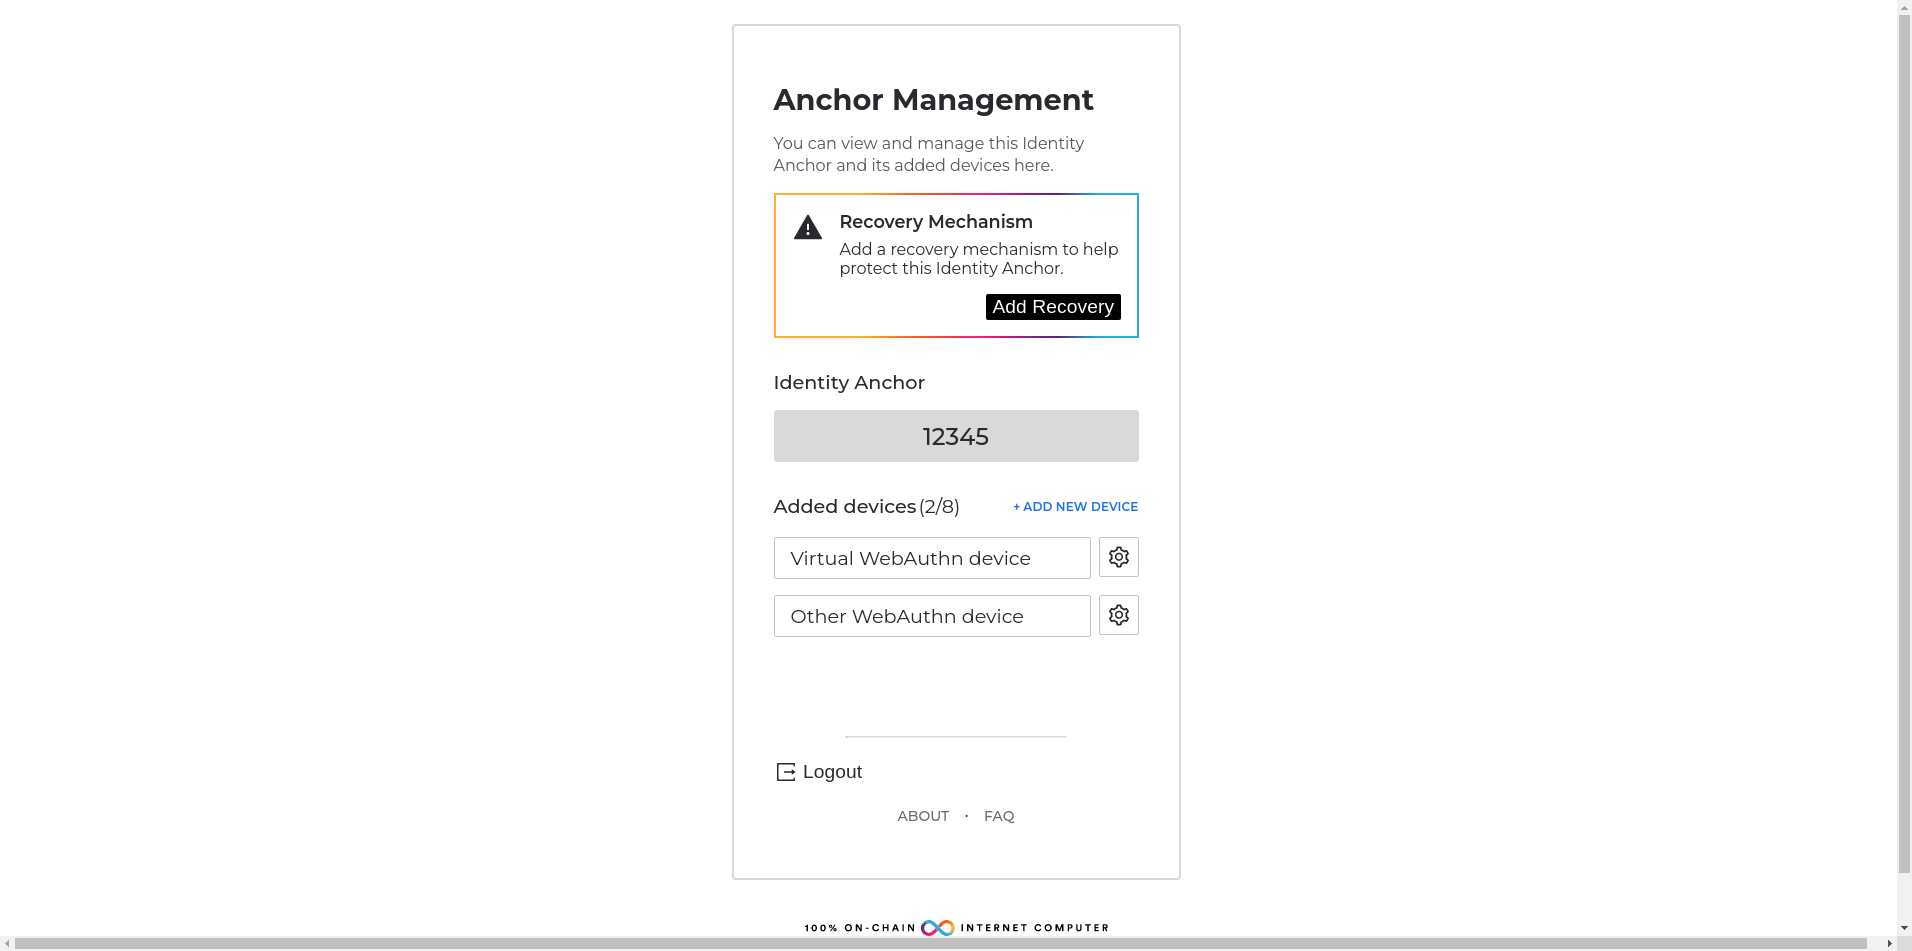 Anchor Management
You can view and manage this Identity
Anchor and its added devices here.
Recovery Mechanism
Add a recovery mechanism to help
protect this Identity Anchor.
Add Recovery
Identity Anchor
12345
Added devices (2/8) + ADD NEW DEVICE
Virtual WebAuthn device
Other WebAuthn device
Logout
ABOUT · FAQ
100% ON-CHAIN INTERNET COMPUTER